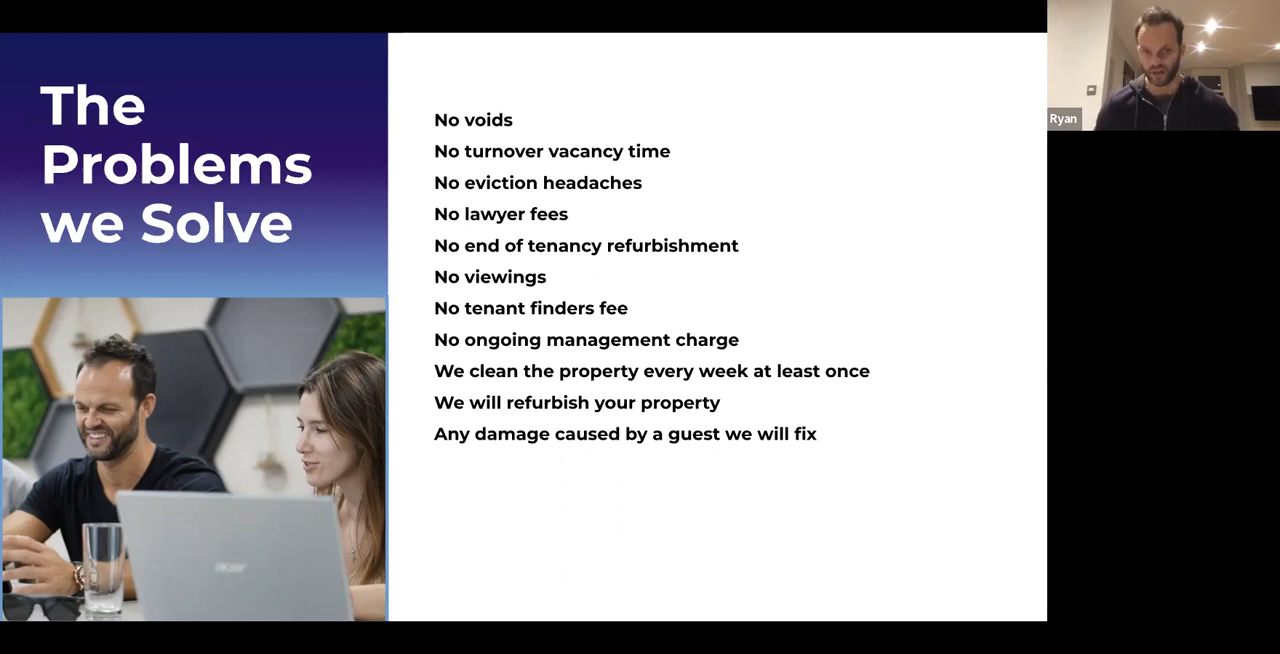 The
Problems
we Solve
No voids
No turnover vacancy time
No eviction headaches
No lawyer fees
No end of tenancy refurbishment
No viewings
No tenant finders fee
No ongoing management charge
We clean the property every week at least once
We will refurbish your property
Any damage caused by a guest we will fix
acer
Ryan